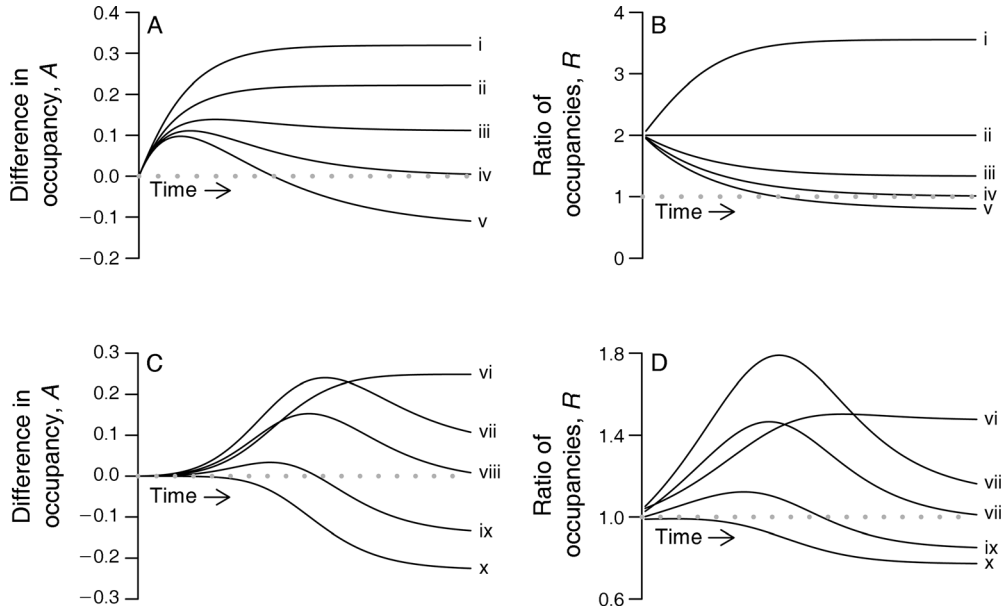 A
Difference in
occupancy, A
0.4
0.3
0.2
0.1
0.0
−0.1
−0.2
Time →
i
ii
iii
iv
v
B
Ratio of
occupancies, R
4
3
2
1
0
Time →
i
ii
iii
iv
v
C
Difference in
occupancy, A
0.3
0.2
0.1
0.0
−0.1
−0.2
−0.3
Time →
vi
vii
viii
ix
x
D
Ratio of
occupancies, R
1.8
1.4
1.0
0.6
Time →
vi
vii
vii
ix
x